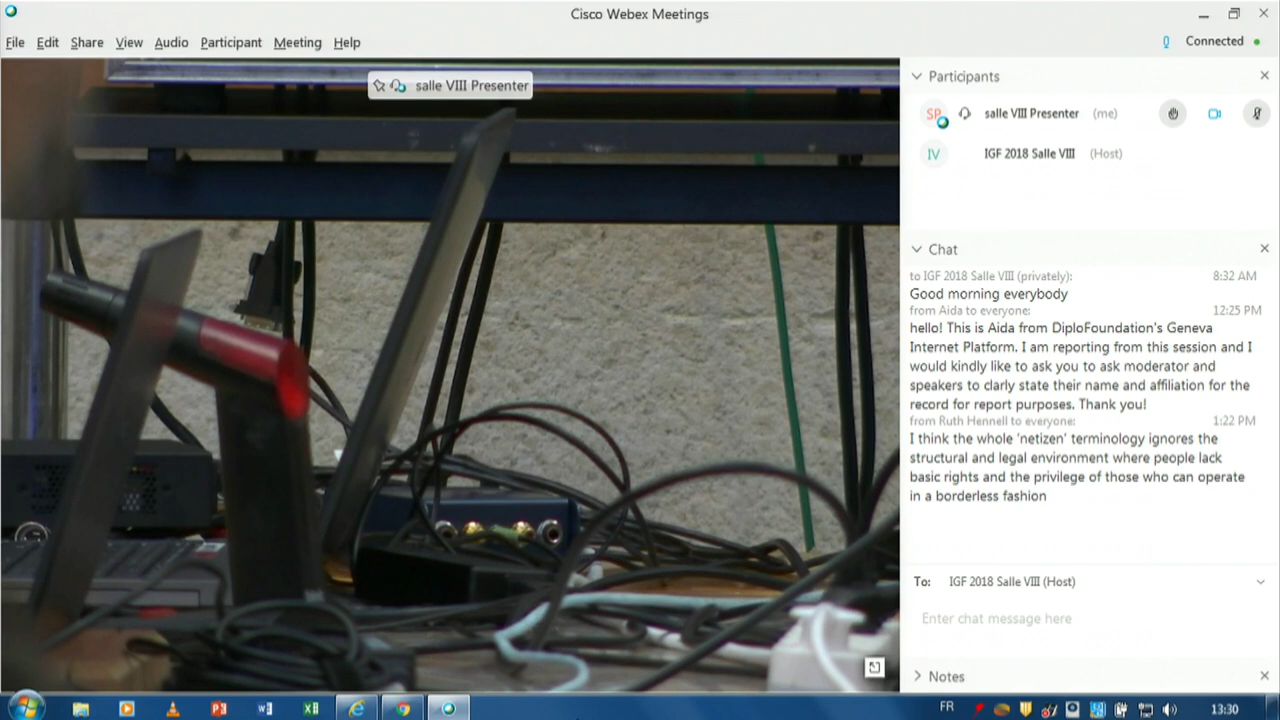 Cisco Webex Meetings
File Edit Share View Audio Participant Meeting Help
Connected
salle VIII Presenter
Participants
SP salle VIII Presenter (me)
IV IGF 2018 Salle VIII (Host)
Chat
to IGF 2018 Salle VIII (privately): 8:32 AM
Good morning everybody
from Aida to everyone: 12:25 PM
hello! This is Aida from DiploFoundation's Geneva
Internet Platform. I am reporting from this session and I
would kindly like to ask you to ask moderator and
speakers to clarly state their name and affiliation for the
record for report purposes. Thank you!
from Ruth Hennell to everyone: 1:22 PM
I think the whole 'netizen' terminology ignores the
structural and legal environment where people lack
basic rights and the privilege of those who can operate
in a borderless fashion
To: IGF 2018 Salle VIII (Host)
Enter chat message here
Notes
FR 13:30